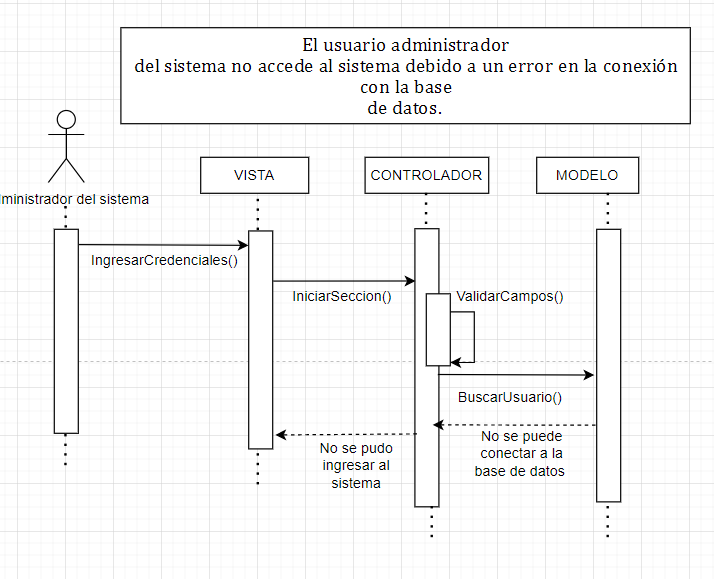 El usuario administrador
del sistema no accede al sistema debido a un error en la conexión
con la base
de datos.
VISTA
CONTROLADOR
MODELO
ministrador del sistema
IngresarCredenciales()
IniciarSeccion()
ValidarCampos()
BuscarUsuario()
No se puede
conectar a la
base de datos
No se pudo
ingresar al
sistema